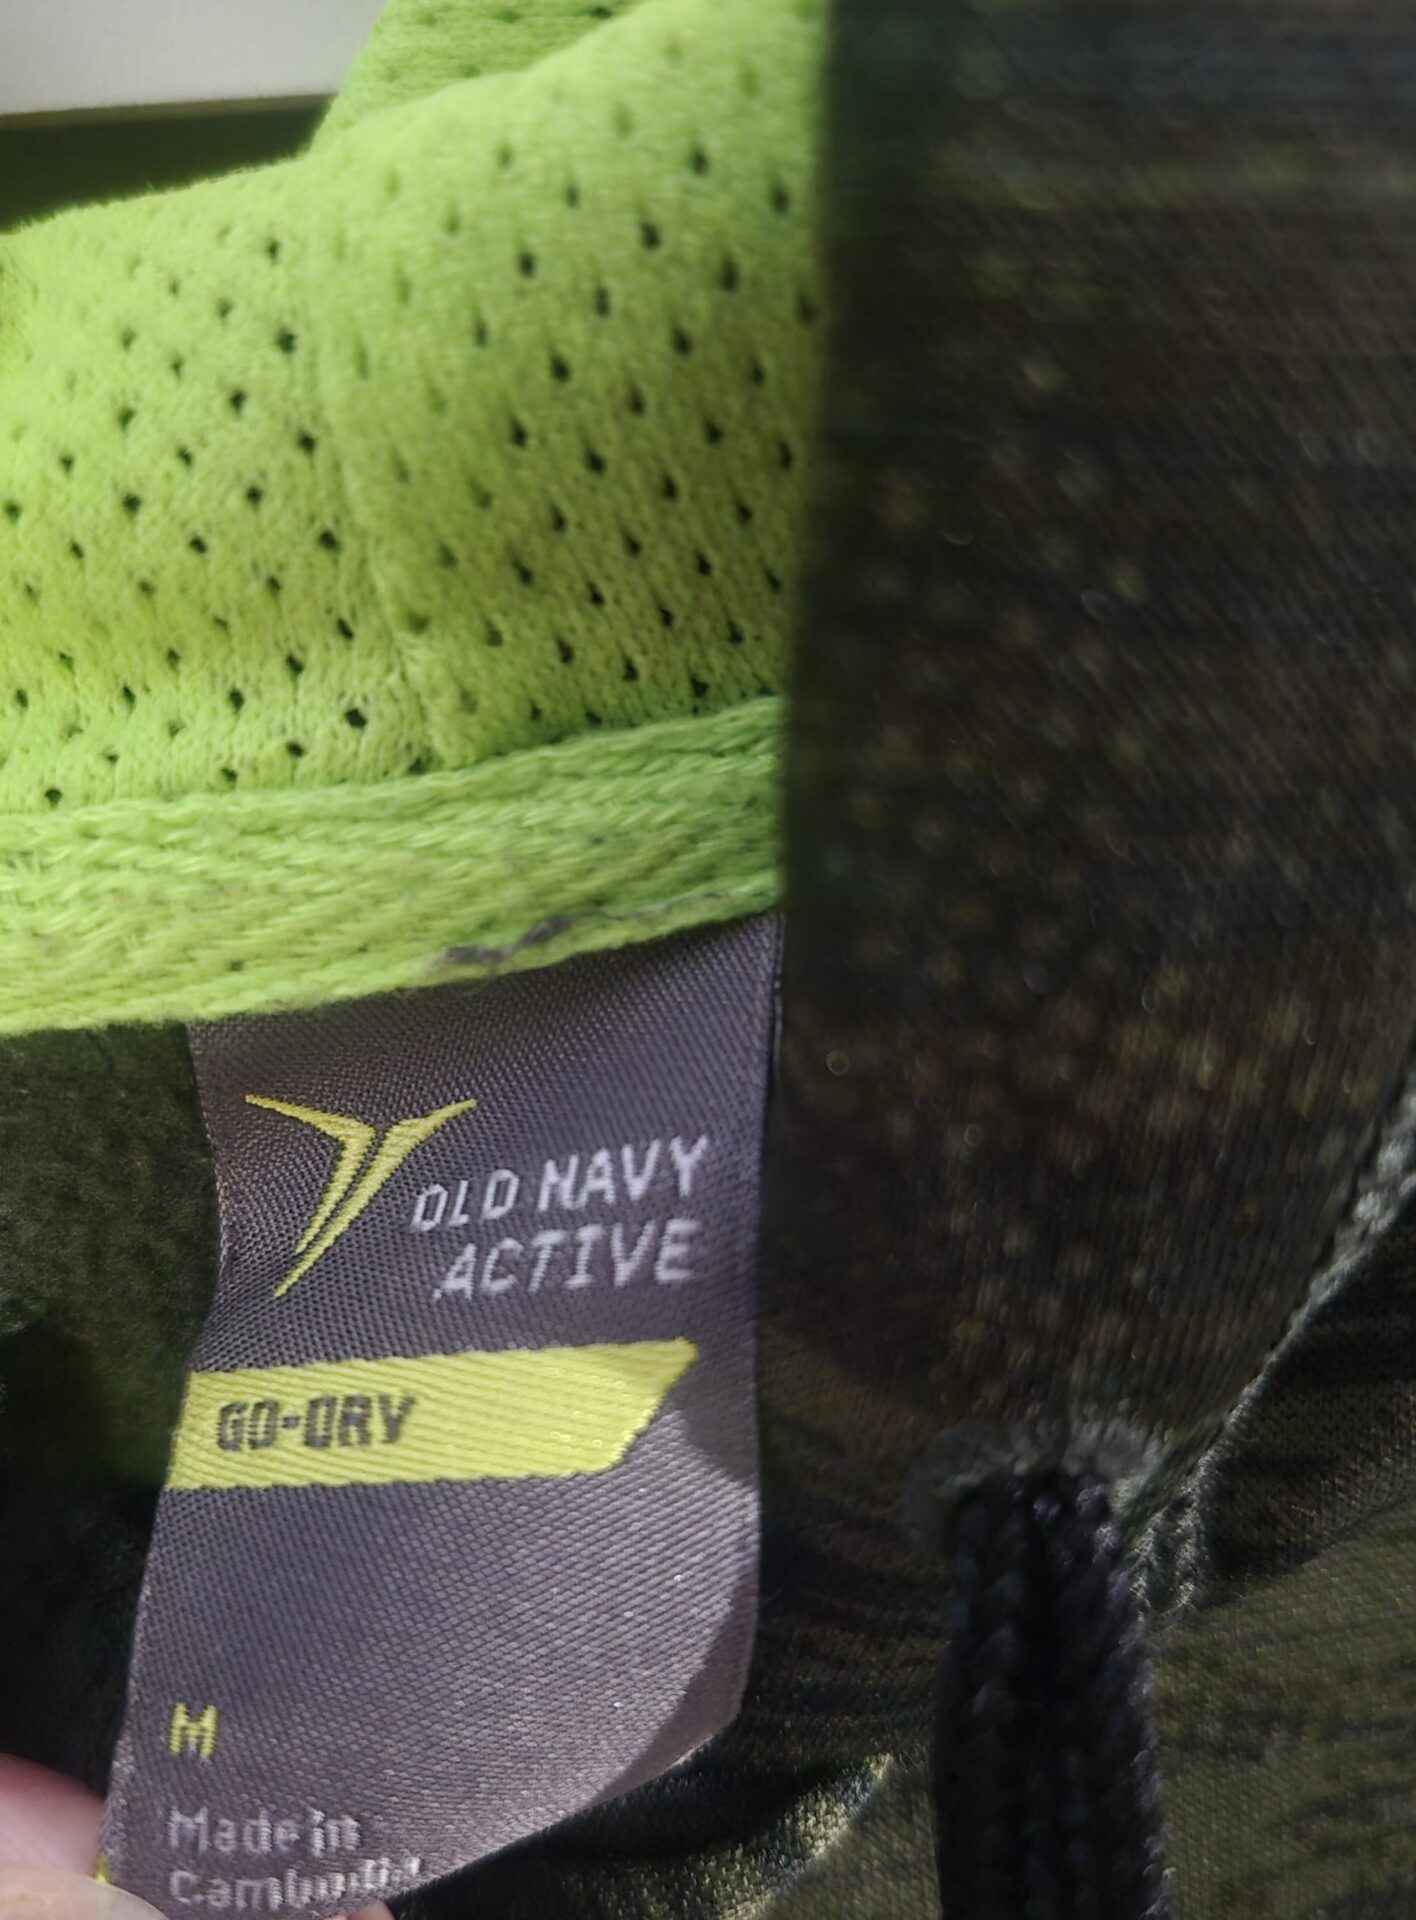 OLD NAVY
ACTIVE
GO-DRY
M
Made in
Cambodia